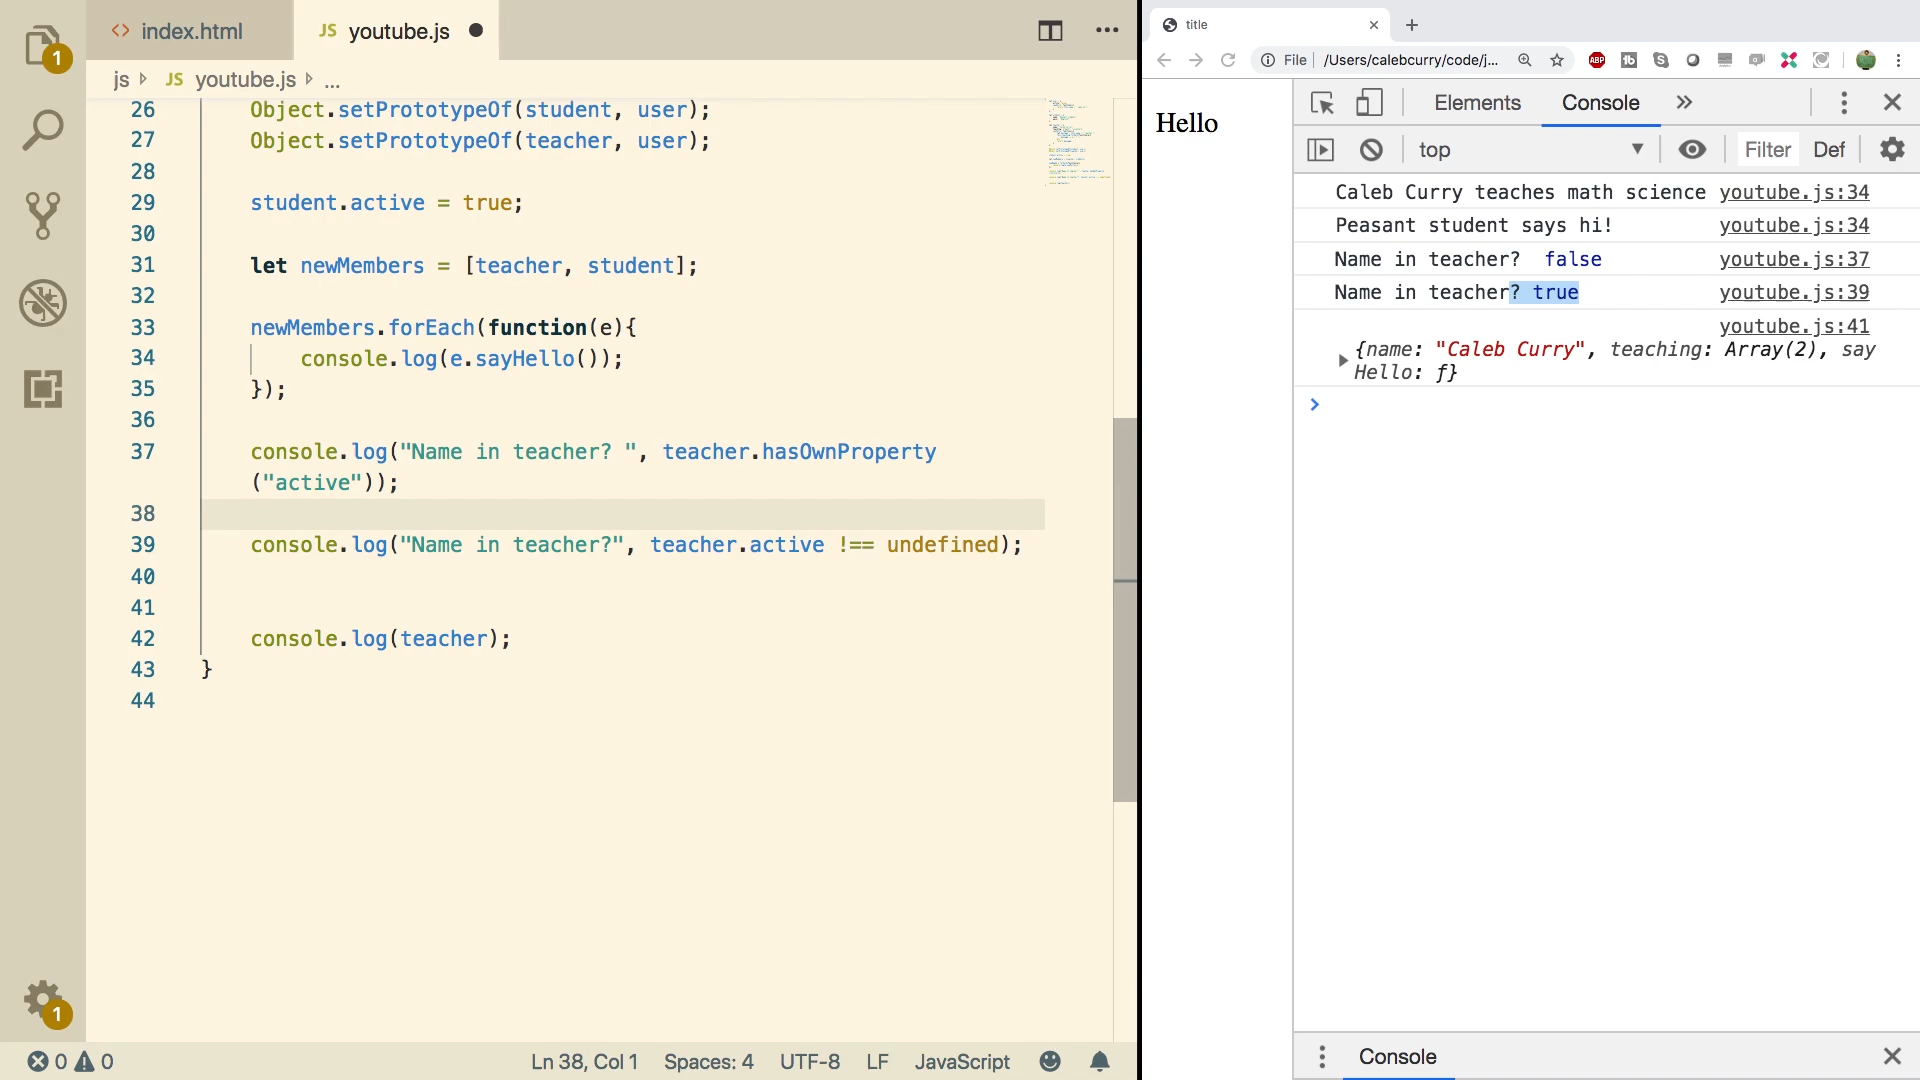 index.html
JS youtube.js
js JS youtube.js ...
26 Object.setPrototypeOf(student, user);
27 Object.setPrototypeOf(teacher, user);
28
29 student.active = true;
30
31 let newMembers = [teacher, student];
32
33 newMembers.forEach(function(e){
34 console.log(e.sayHello());
35 });
36
37 console.log("Name in teacher? ", teacher.hasOwnProperty
("active"));
38
39 console.log("Name in teacher?", teacher.active !== undefined);
40
41
42 console.log(teacher);
43 }
44
1
1
0 0
Ln 38, Col 1 Spaces: 4 UTF-8 LF JavaScript
title
File /Users/calebcurry/code/j...
ABP
Hello
Elements Console
top Filter Def
Caleb Curry teaches math science youtube.js:34
Peasant student says hi! youtube.js:34
Name in teacher?  false youtube.js:37
Name in teacher? true youtube.js:39
youtube.js:41
{name: "Caleb Curry", teaching: Array(2), say
Hello: ƒ}
Console